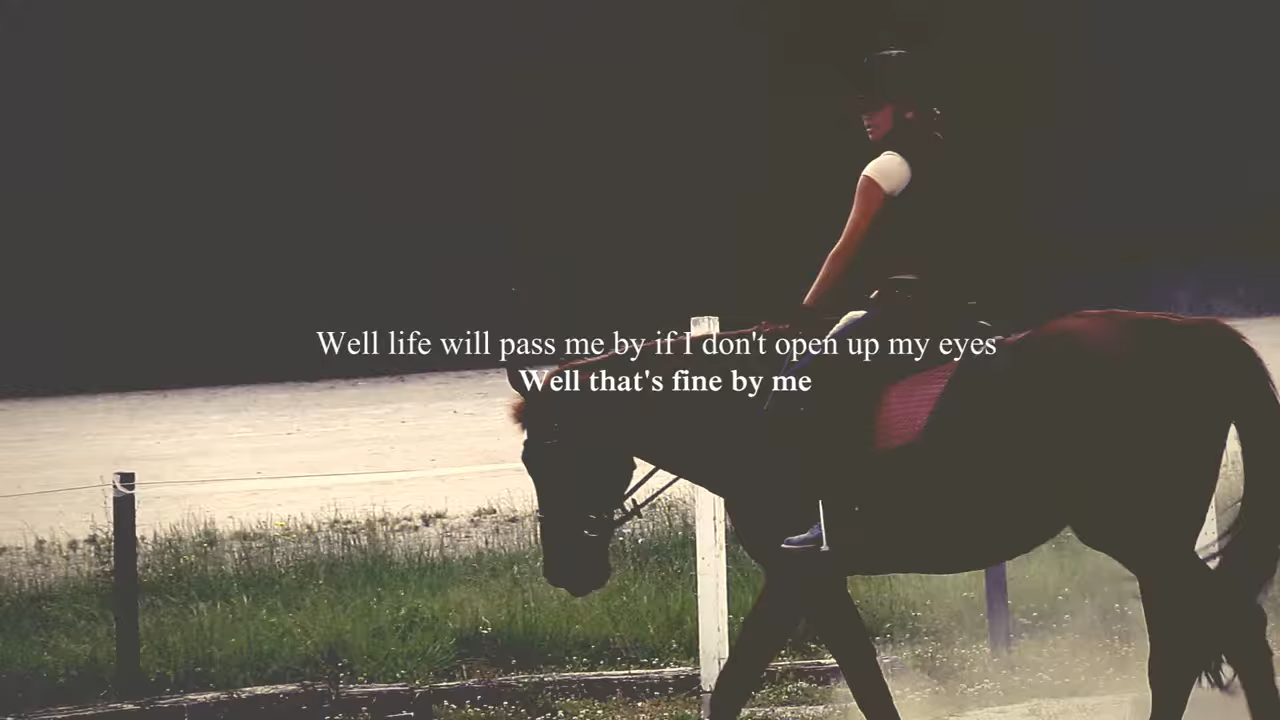 Well life will pass me by if I don't open up my eyes
Well that's fine by me